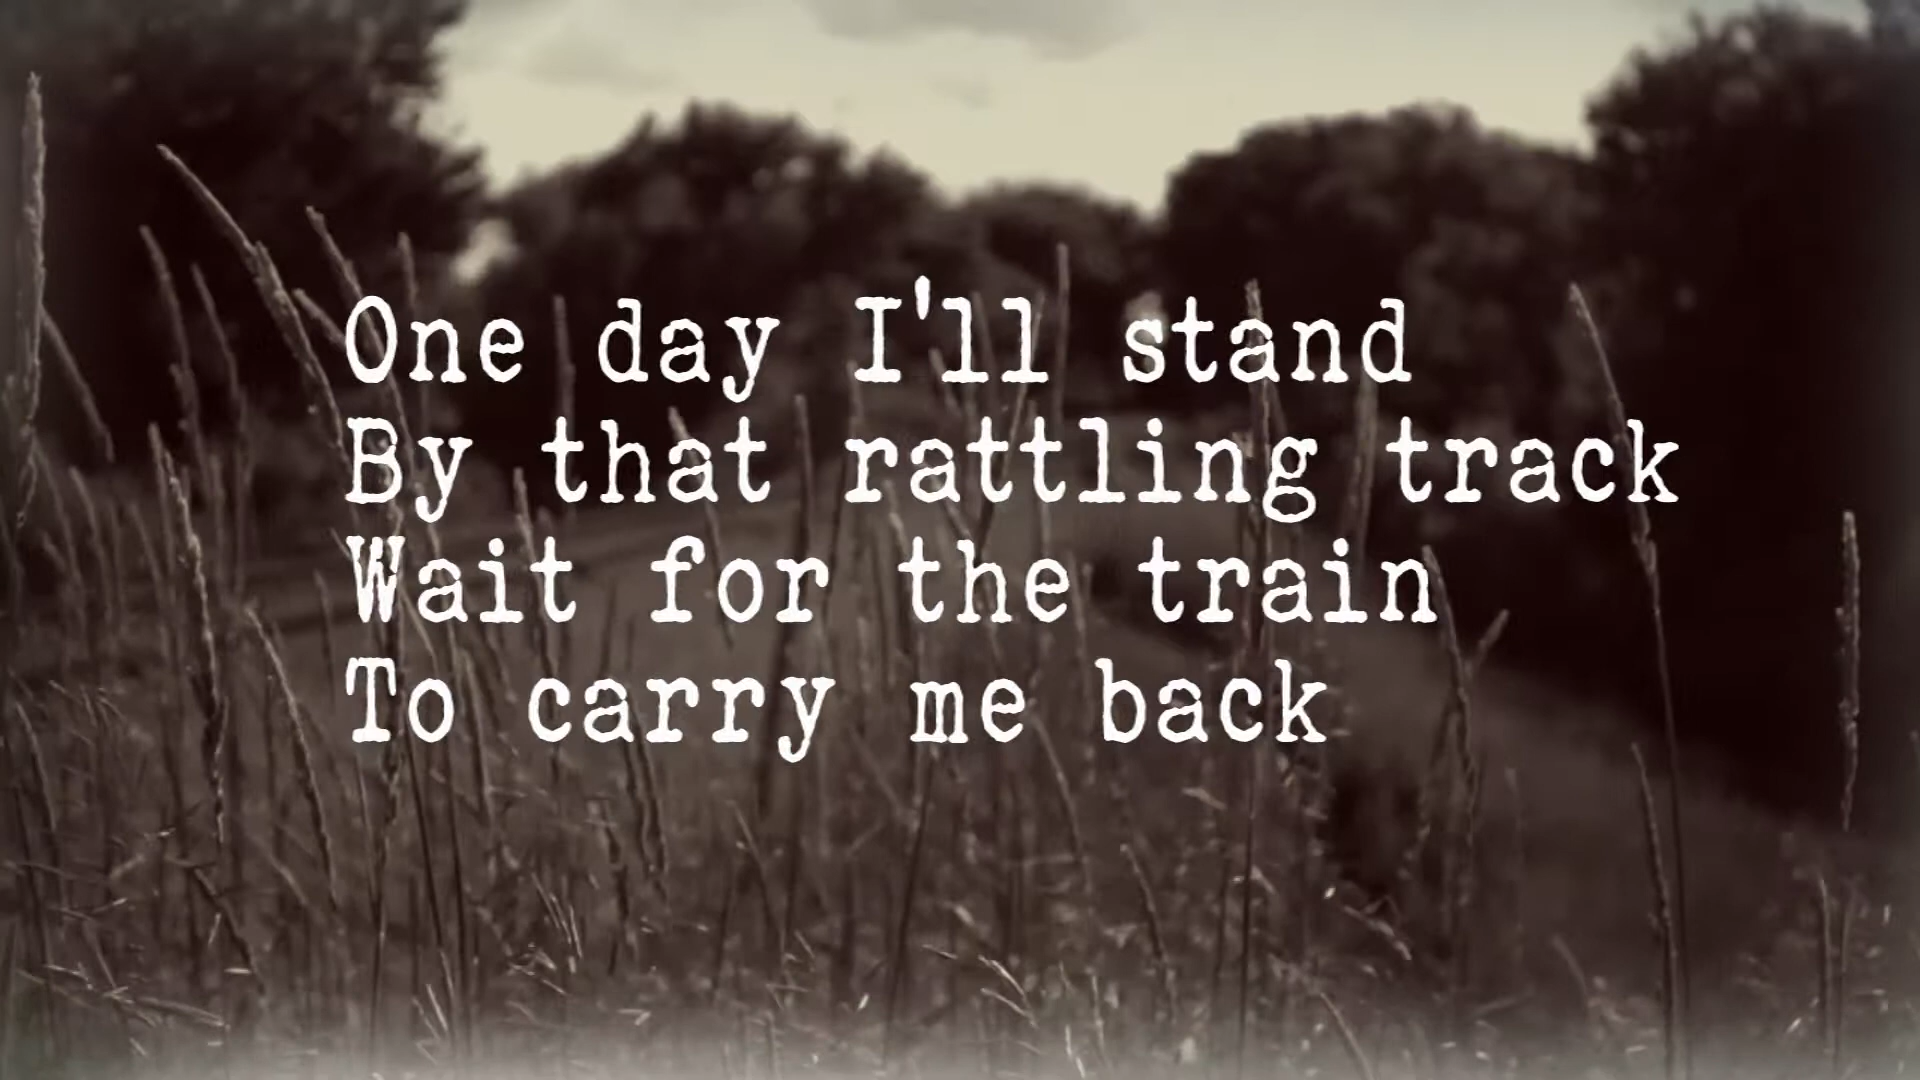 One day I'll stand
By that rattling track
Wait for the train
To carry me back